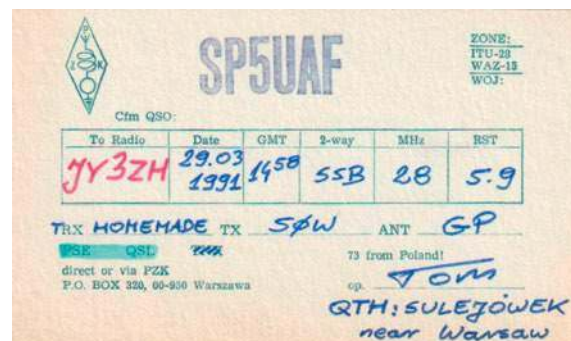 P Z K
SP5UAF
ZONE:
ITU-28
WAZ-15
WOJ:
Cfm QSO:
To Radio Date GMT 2-way MHz RST
JY3ZH 29.03 1991 1458 SSB 28 5.9
TRX HOMEMADE TX 50W ANT GP
PSE QSL
direct or via PZK
P.O. BOX 320, 00-950 Warszawa
73 from Poland!
op. TOM
QTH: SULEJÓWEK
near Warsaw